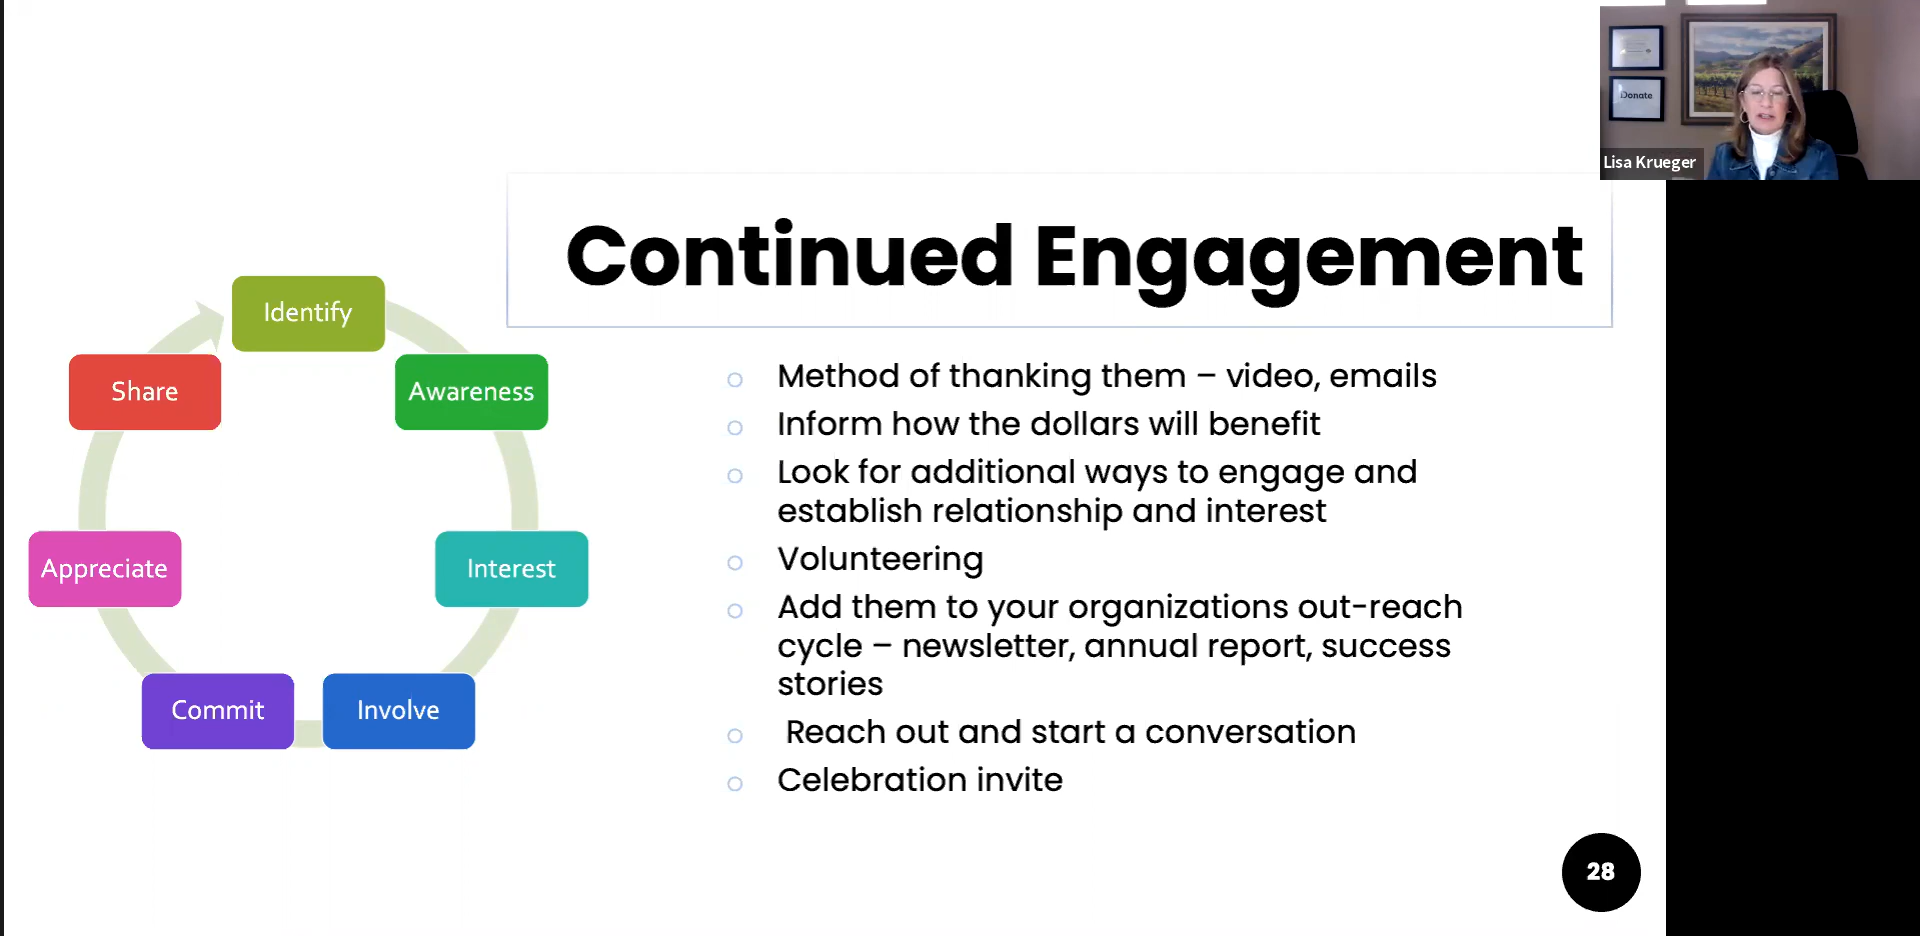 Donate
Lisa Krueger
Continued Engagement
Identify
Awareness
Interest
Involve
Commit
Appreciate
Share
Method of thanking them – video, emails
Inform how the dollars will benefit
Look for additional ways to engage and
establish relationship and interest
Volunteering
Add them to your organizations out-reach
cycle – newsletter, annual report, success
stories
Reach out and start a conversation
Celebration invite
28